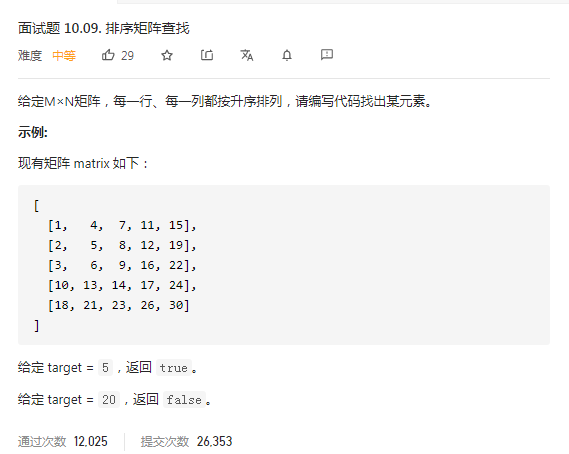 面试题 10.09. 排序矩阵查找
难度 中等 29
给定M×N矩阵，每一行、每一列都按升序排列，请编写代码找出某元素。
示例:
现有矩阵 matrix 如下：
[
[1, 4, 7, 11, 15],
[2, 5, 8, 12, 19],
[3, 6, 9, 16, 22],
[10, 13, 14, 17, 24],
[18, 21, 23, 26, 30]
]
给定 target = 5，返回 true。
给定 target = 20，返回 false。
通过次数 12,025 提交次数 26,353